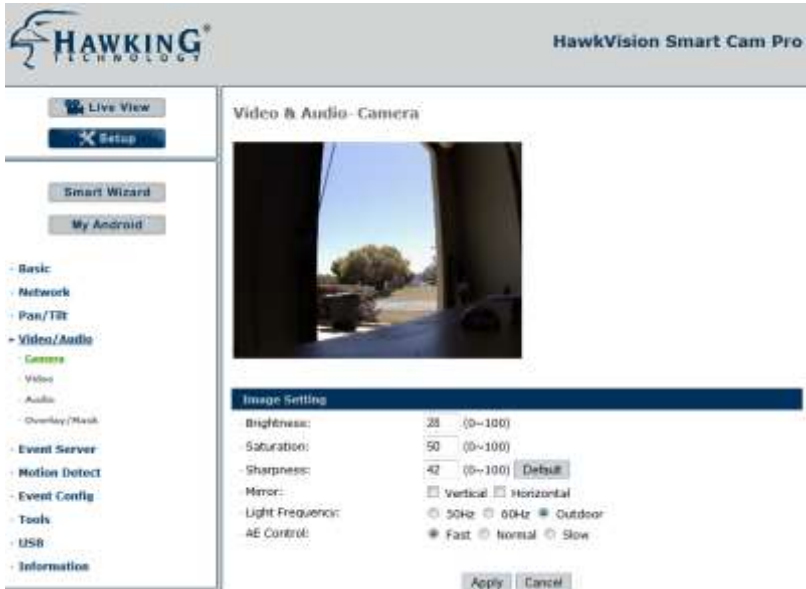 HAWKING
TECHNOLOGY
HawkVision Smart Cam Pro
Live View
Setup
Smart Wizard
My Android
Basic
Network
Pan/Tilt
Video/Audio
Camera
Video
Audio
Overlay/Mask
Event Server
Motion Detect
Event Config
Tools
USB
Information
Video & Audio- Camera
Image Setting
Brightness: 28 (0~100)
Saturation: 50 (0~100)
Sharpness: 42 (0~100) Default
Mirror: Vertical Horizontal
Light Frequency: 50Hz 60Hz Outdoor
AE Control: Fast Normal Slow
Apply Cancel